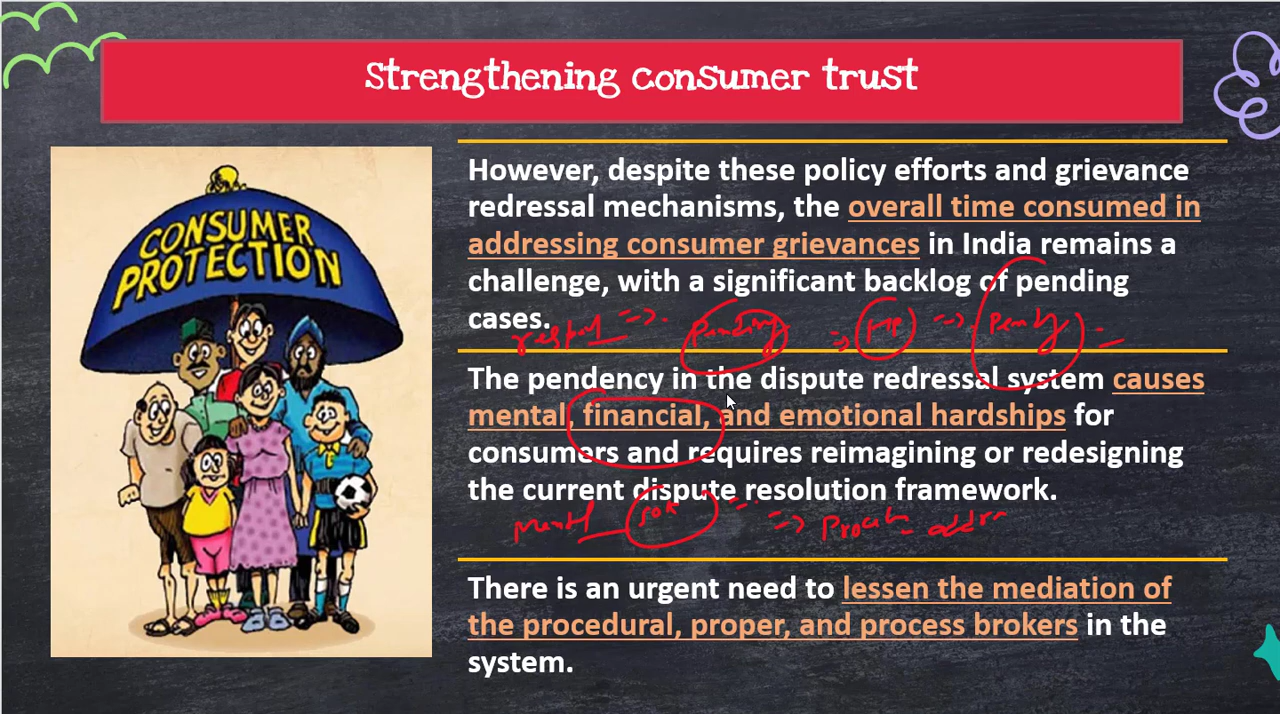 Strengthening consumer trust
CONSUMER
PROTECTION
However, despite these policy efforts and grievance
redressal mechanisms, the overall time consumed in
addressing consumer grievances in India remains a
challenge, with a significant backlog of pending
cases.
pending
The pendency in the dispute redressal system causes
mental, financial, and emotional hardships for
consumers and requires reimagining or redesigning
the current dispute resolution framework.
There is an urgent need to lessen the mediation of
the procedural, proper, and process brokers in the
system.